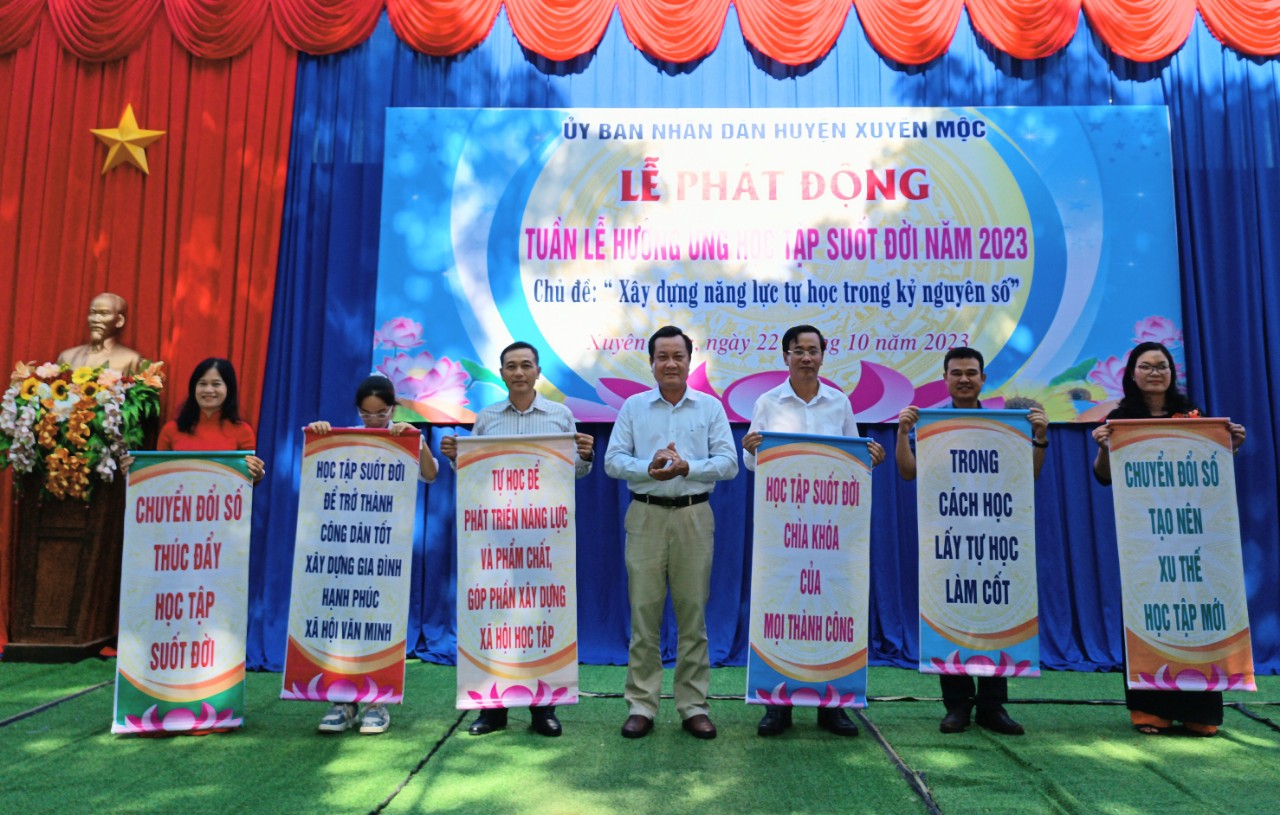 ỦY BAN NHÂN DÂN HUYỆN XUYÊN MỘC
LỄ PHÁT ĐỘNG
TUẦN LỄ HƯỞNG ỨNG HỌC TẬP SUỐT ĐỜI NĂM 2023
Chủ đề: “ Xây dựng năng lực tự học trong kỷ nguyên số”
Xuyên ngày 22 10 năm 2023
CHUYỂN ĐỔI SỐ
THÚC ĐẨY
HỌC TẬP
SUỐT ĐỜI
HỌC TẬP SUỐT ĐỜI
ĐỂ TRỞ THÀNH
CÔNG DÂN TỐT
XÂY DỰNG GIA ĐÌNH
HẠNH PHÚC
XÃ HỘI VĂN MINH
TỰ HỌC ĐỂ
PHÁT TRIỂN NĂNG LỰC
VÀ PHẨM CHẤT,
GÓP PHẦN XÂY DỰNG
XÃ HỘI HỌC TẬP
HỌC TẬP SUỐT ĐỜI
CHÌA KHÓA
CỦA
MỌI THÀNH CÔNG
TRONG
CÁCH HỌC
LẤY TỰ HỌC
LÀM CỐT
CHUYỂN ĐỔI SỐ
TẠO NÊN
XU THẾ
HỌC TẬP MỚI